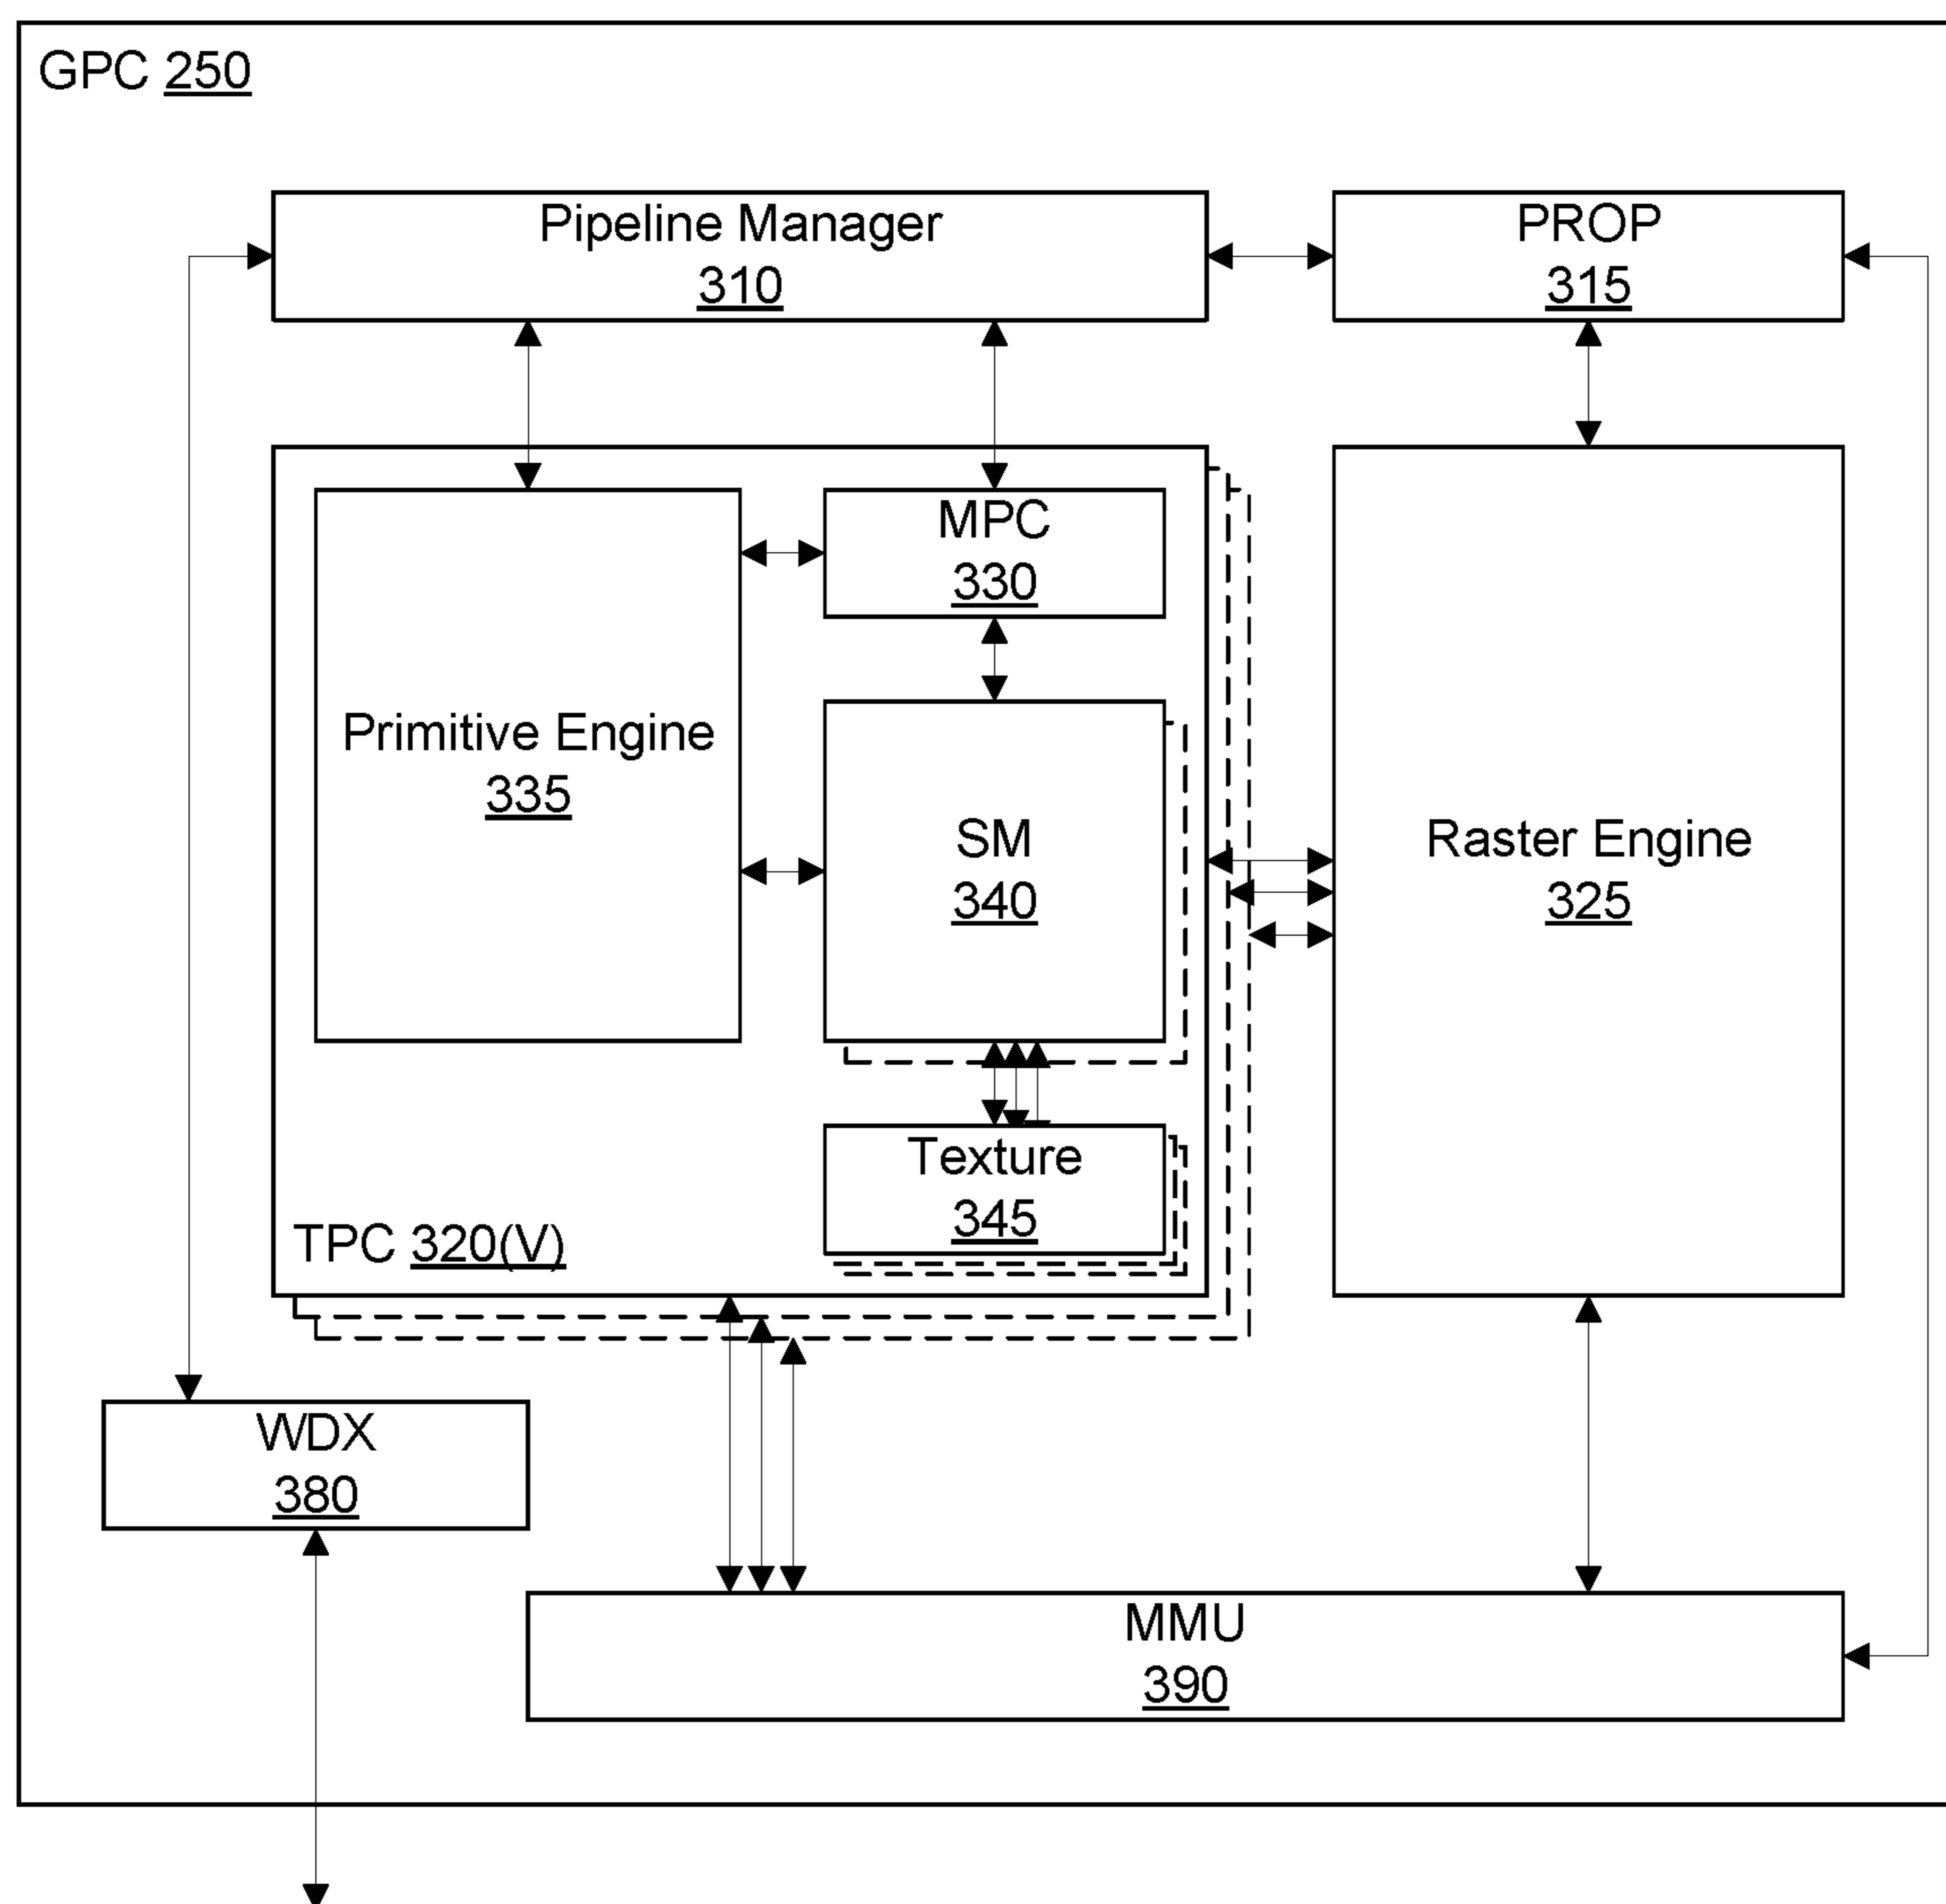 GPC 250
Pipeline Manager
310
PROP
315
MPC
330
Primitive Engine
335
SM
340
Raster Engine
325
Texture
345
TPC 320(V)
WDX
380
MMU
390